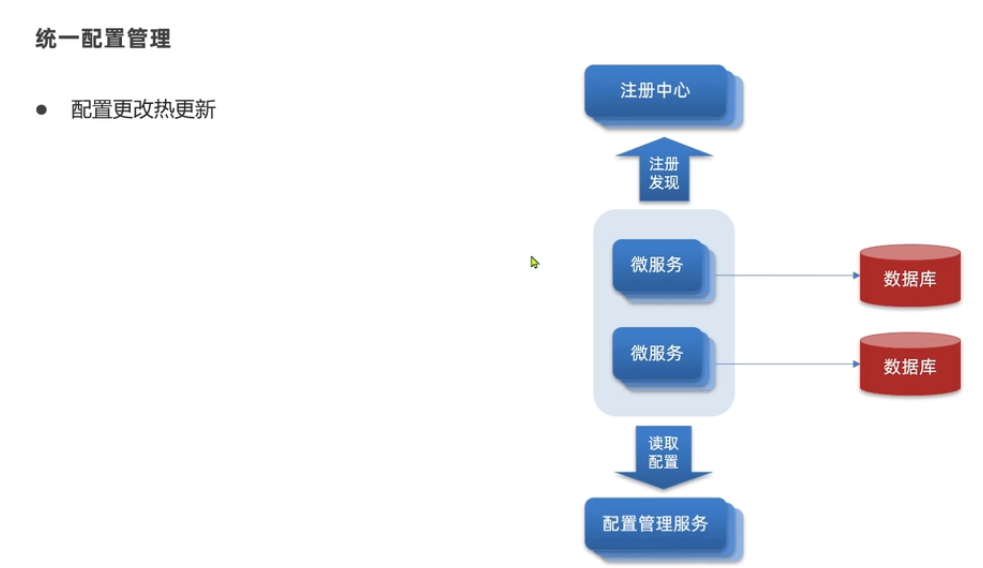 统一配置管理
● 配置更改热更新
注册中心
注册
发现
微服务
数据库
微服务
数据库
读取
配置
配置管理服务